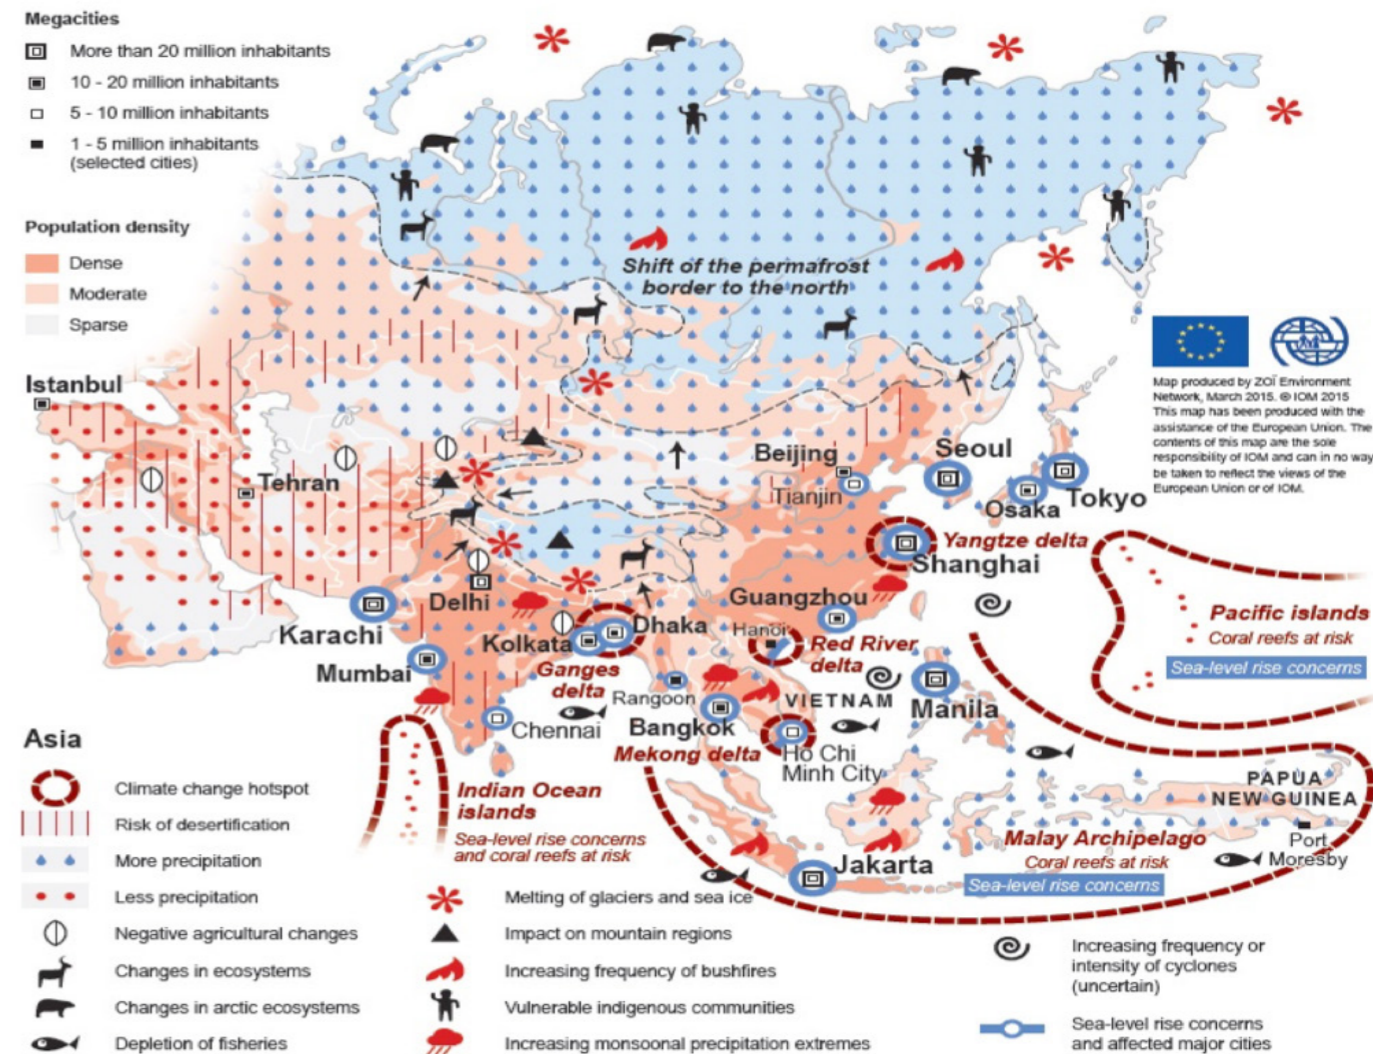 Megacities
More than 20 million inhabitants
10 - 20 million inhabitants
5 - 10 million inhabitants
1 - 5 million inhabitants
(selected cities)
Population density
Dense
Moderate
Sparse
Shift of the permafrost
border to the north
Map produced by ZOÏ Environment
Network, March 2015. © IOM 2015
This map has been produced with the
assistance of the European Union. The
contents of this map are the sole
responsibility of IOM and can in no way
be taken to reflect the views of the
European Union or of IOM.
Istanbul
Tehran
Beijing
Tianjin
Seoul
Osaka
Tokyo
Yangtze delta
Shanghai
Delhi
Karachi
Mumbai
Kolkata
Dhaka
Ganges
delta
Guangzhou
Hanoi
Red River
delta
Rangoon
Chennai
Bangkok
VIETNAM
Manila
Mekong delta
Ho Chi
Minh City
Pacific islands
Coral reefs at risk
Sea-level rise concerns
Indian Ocean
islands
Sea-level rise concerns
and coral reefs at risk
PAPUA
NEW GUINEA
Port
Moresby
Malay Archipelago
Coral reefs at risk
Sea-level rise concerns
Jakarta
Asia
Climate change hotspot
Risk of desertification
More precipitation
Less precipitation
Negative agricultural changes
Changes in ecosystems
Changes in arctic ecosystems
Depletion of fisheries
Melting of glaciers and sea ice
Impact on mountain regions
Increasing frequency of bushfires
Vulnerable indigenous communities
Increasing monsoonal precipitation extremes
Increasing frequency or
intensity of cyclones
(uncertain)
Sea-level rise concerns
and affected major cities